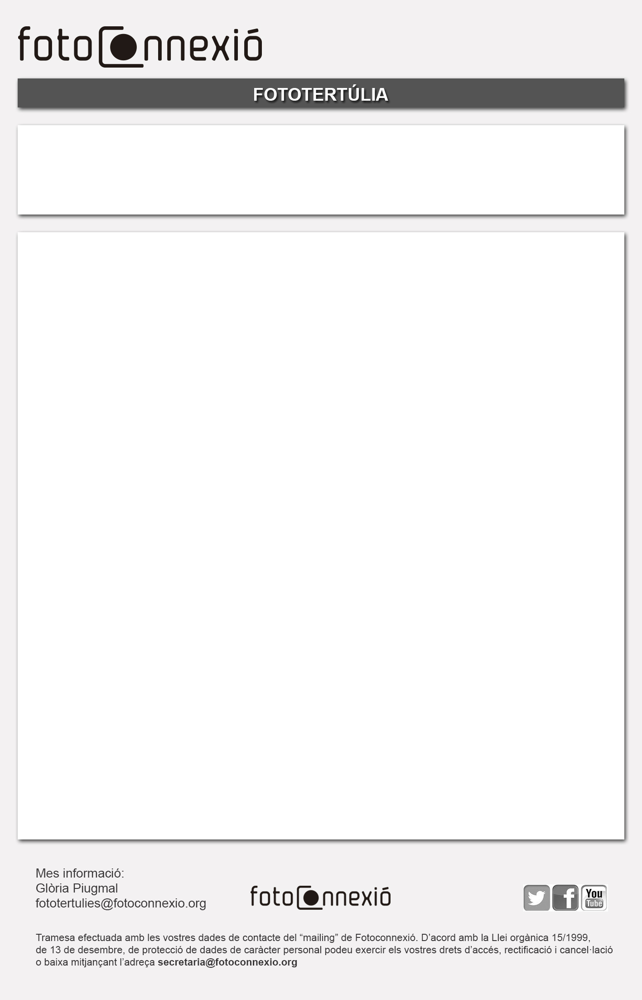 fotoConnexió
FOTOTERTÚLIA
Mes informació:
Glòria Piugmal
fototertulies@fotoconnexio.org
fotoConnexió
You
Tube
Tramesa efectuada amb les vostres dades de contacte del “mailing” de Fotoconnexió. D’acord amb la Llei orgànica 15/1999,
de 13 de desembre, de protecció de dades de caràcter personal podeu exercir els vostres drets d’accés, rectificació i cancel·lació
o baixa mitjançant l’adreça secretaria@fotoconnexio.org